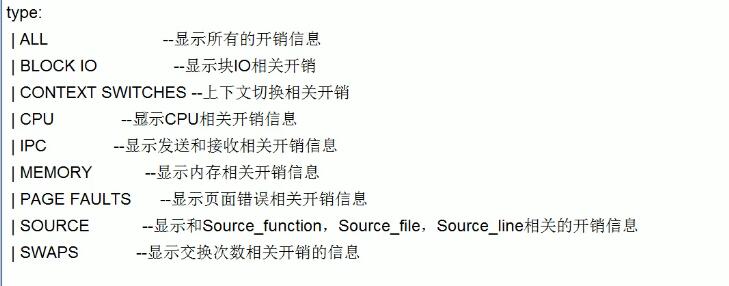 type:
| ALL --显示所有的开销信息
| BLOCK IO --显示块IO相关开销
| CONTEXT SWITCHES --上下文切换相关开销
| CPU --显示CPU相关开销信息
| IPC --显示发送和接收相关开销信息
| MEMORY --显示内存相关开销信息
| PAGE FAULTS --显示页面错误相关开销信息
| SOURCE --显示和Source_function，Source_file，Source_line相关的开销信息
| SWAPS --显示交换次数相关开销的信息